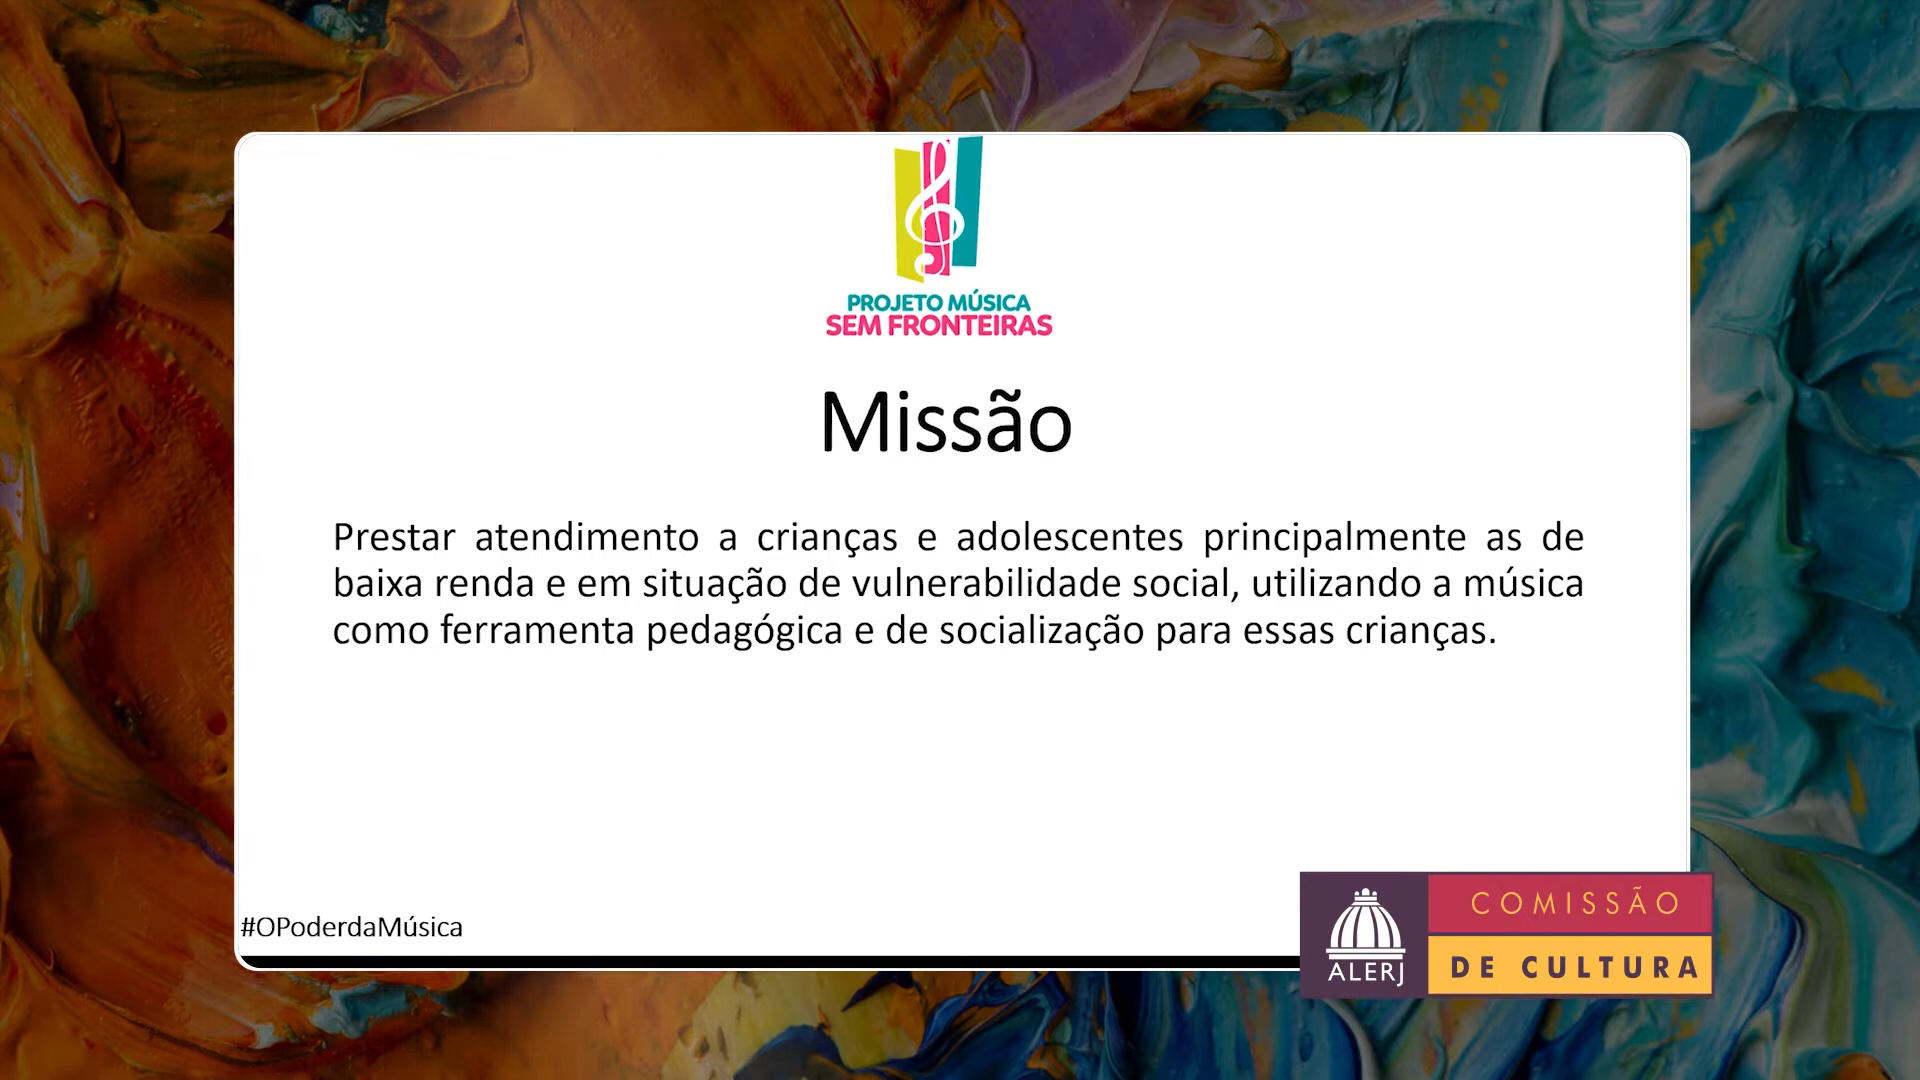 PROJETO MÚSICA
SEM FRONTEIRAS
Missão
Prestar atendimento a crianças e adolescentes principalmente as de
baixa renda e em situação de vulnerabilidade social, utilizando a música
como ferramenta pedagógica e de socialização para essas crianças.
#OPoderdaMúsica
COMISSÃO
DE CULTURA
ALERJ